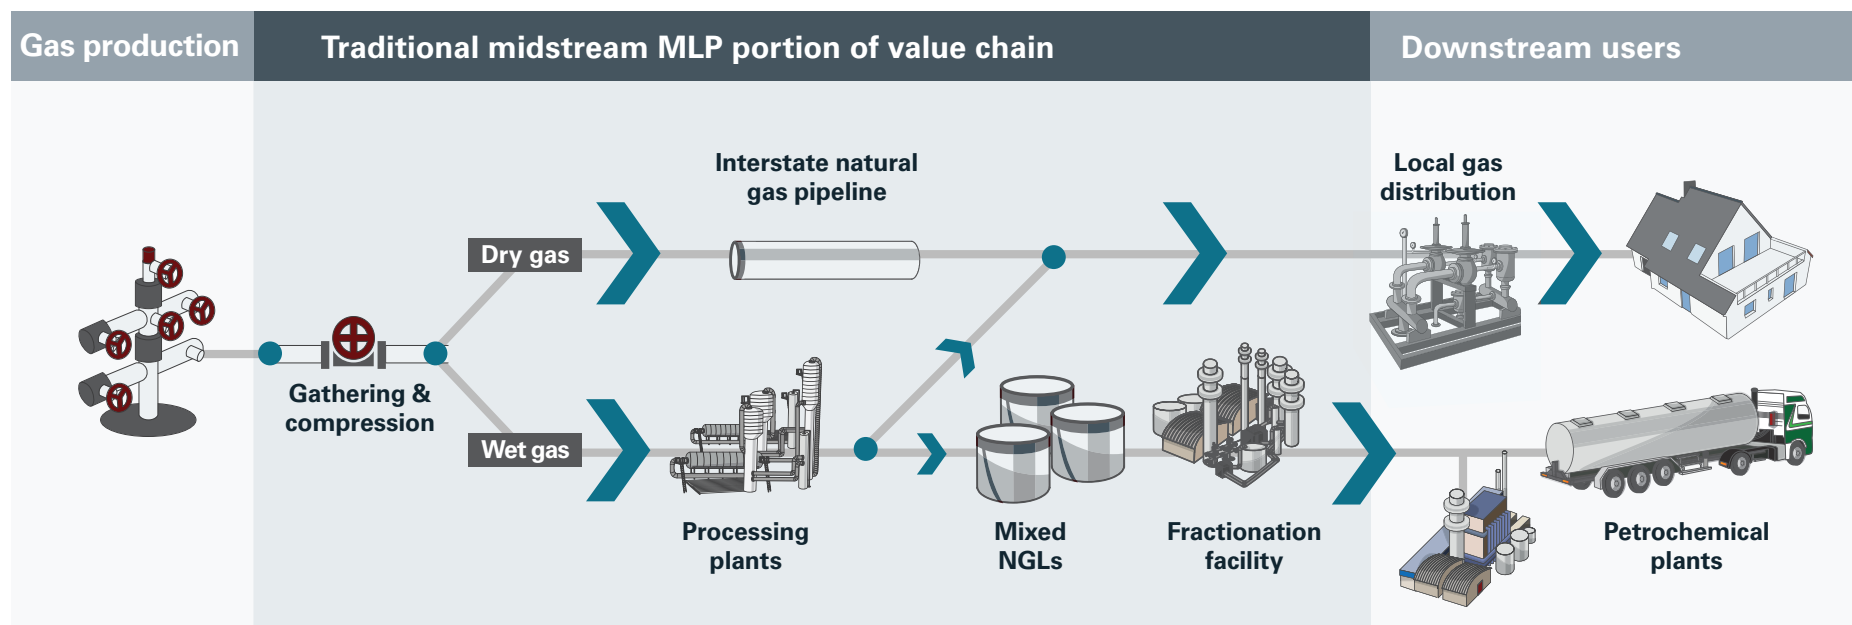 Gas production
Traditional midstream MLP portion of value chain
Downstream users
Interstate natural
gas pipeline
Local gas
distribution
Dry gas
Gathering &
compression
Wet gas
Processing
plants
Mixed
NGLs
Fractionation
facility
Petrochemical
plants